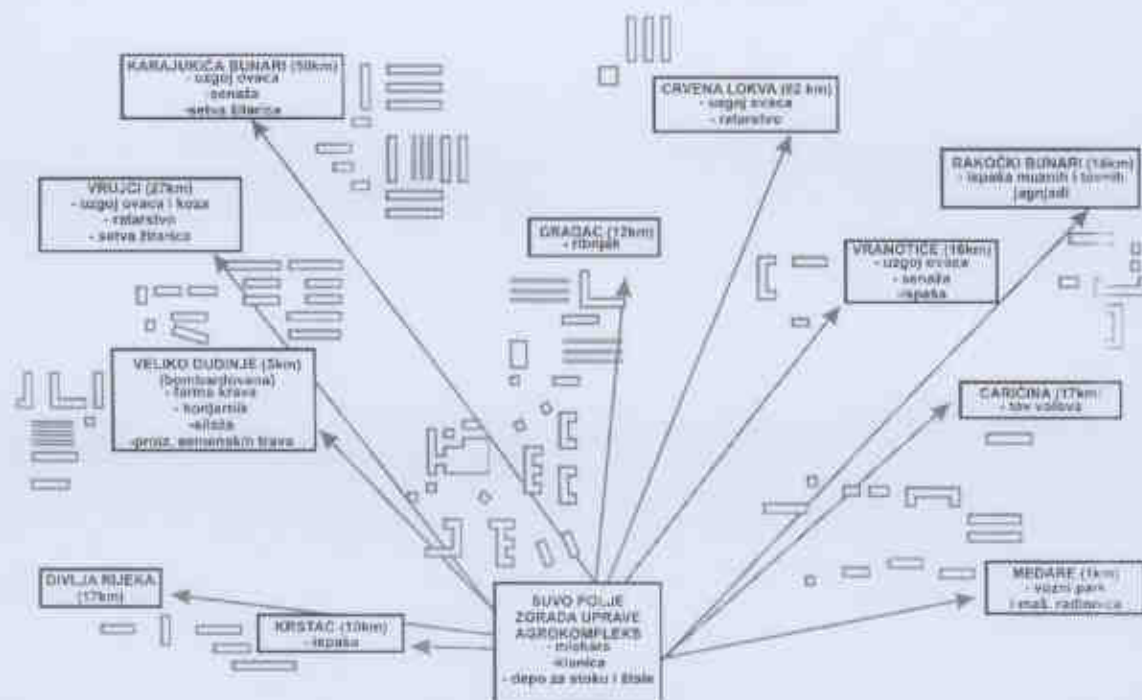 KARAJUKIĆA BUNARI (50km)
- uzgoj ovaca
-senaža
-setva žitarica
CRVENA LOKVA (62 km)
- uzgoj ovaca
- ratarstvo
RAKOČKI BUNARI (18km)
- ispaša muznih i tovnih
jagnjadi
VRUJCI (27km)
- uzgoj ovaca i koza
- ratarstvo
- setva žitarica
GRADAC (12km)
- ribnjak
VRANOTIĆE (16km)
- uzgoj ovaca
- senaža
-ispaša
VELIKO DUDINJE (5km)
(bombardovana)
- farma krava
- konjarnik
-silaža
-proiz. semenskih trava
CARIČINA (17km
- tov volova
DIVLJA RIJEKA
(17km)
KRSTAC (10km)
- ispaša
SUVO POLJE
ZGRADA UPRAVE
AGROKOMPLEKS
- mlekara
-klanica
- depo za stoku i štale
MEDARE (1km)
- vozni park
i maš. radionica